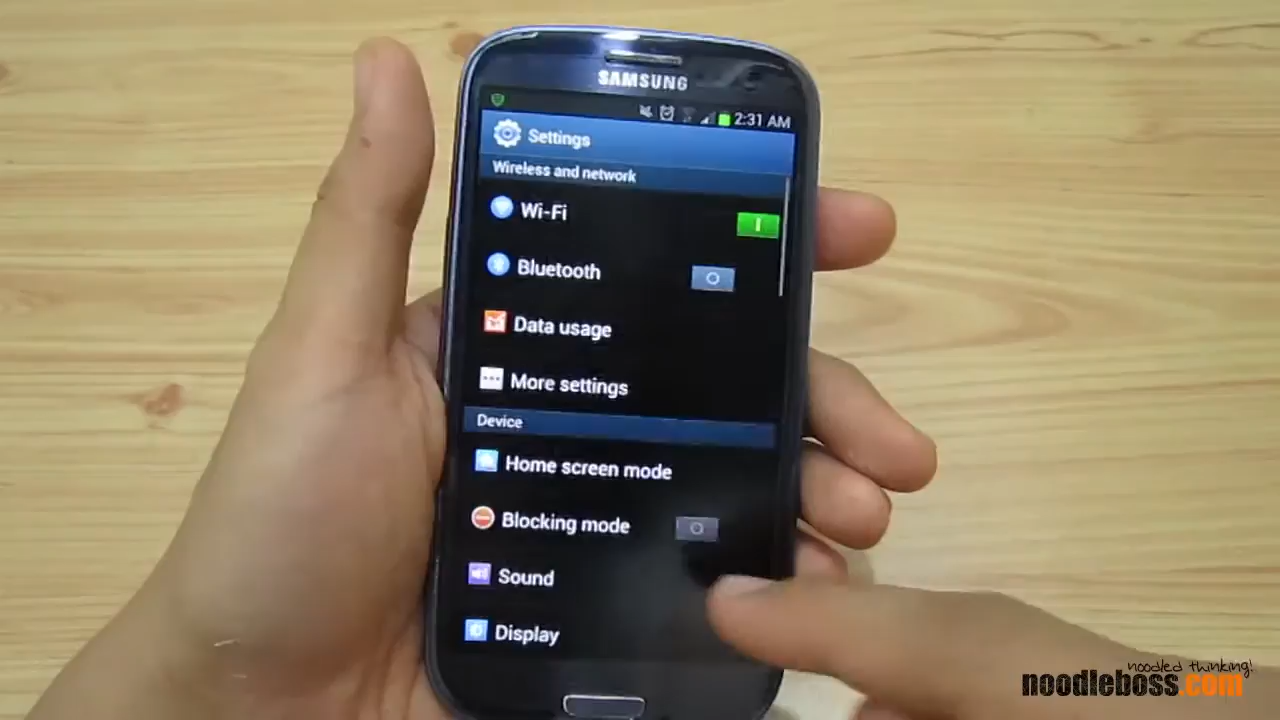 SAMSUNG
2:31 AM
Settings
Wireless and network
Wi-Fi
Bluetooth
Data usage
More settings
Device
Home screen mode
Blocking mode
Sound
Display
noodled thinking!
noodleboss.com